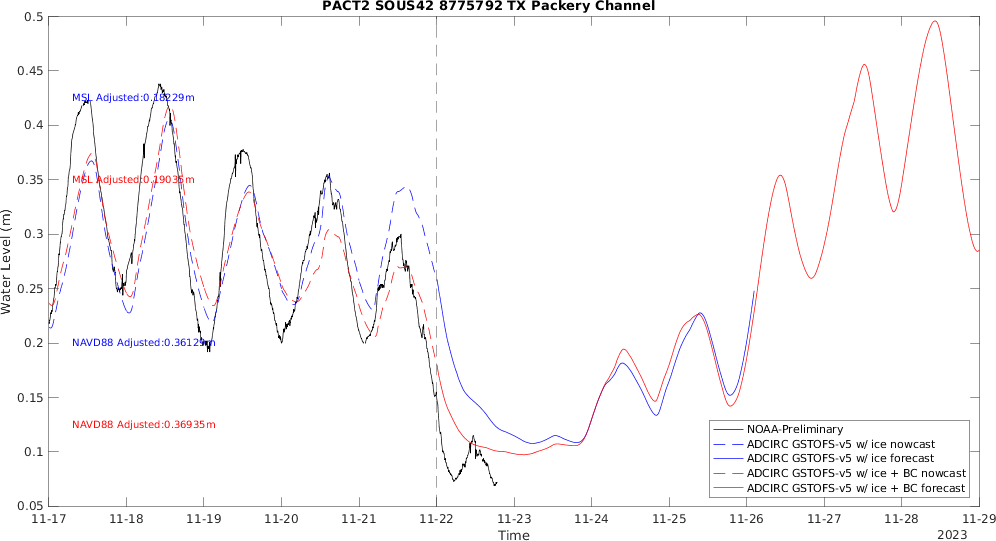 PACT2 SOUS42 8775792 TX Packery Channel
0.5
0.45
0.4
0.35
0.3
0.25
0.2
0.15
0.1
0.05
Water Level (m)
MSL Adjusted:0.18229m
MSL Adjusted:0.19035m
NAVD88 Adjusted:0.36129m
NAVD88 Adjusted:0.36935m
NOAA-Preliminary
ADCIRC GSTOFS-v5 w/ ice nowcast
ADCIRC GSTOFS-v5 w/ ice forecast
ADCIRC GSTOFS-v5 w/ ice + BC nowcast
ADCIRC GSTOFS-v5 w/ ice + BC forecast
11-17 11-18 11-19 11-20 11-21 11-22 11-23 11-24 11-25 11-26 11-27 11-28 11-29
Time
2023